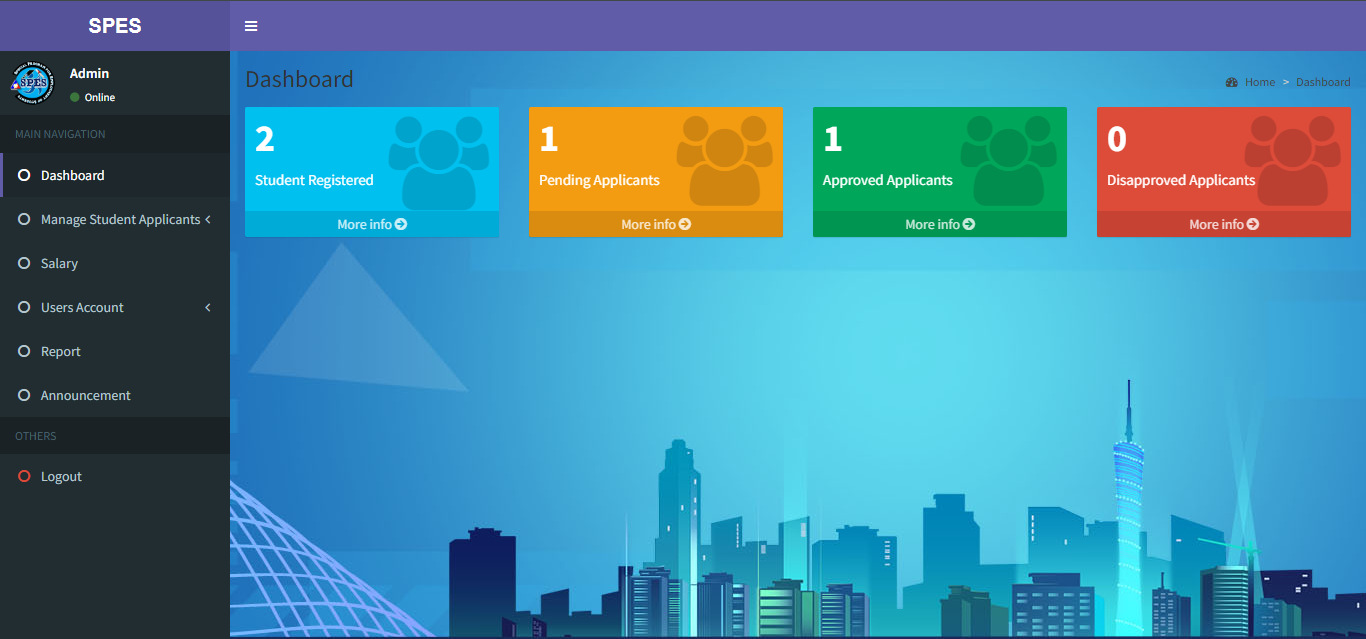 SPES
Admin
Online
MAIN NAVIGATION
Dashboard
Manage Student Applicants
Salary
Users Account
Report
Announcement
OTHERS
Logout
Dashboard
Home > Dashboard
2
Student Registered
More info
1
Pending Applicants
More info
1
Approved Applicants
More info
0
Disapproved Applicants
More info
SPES